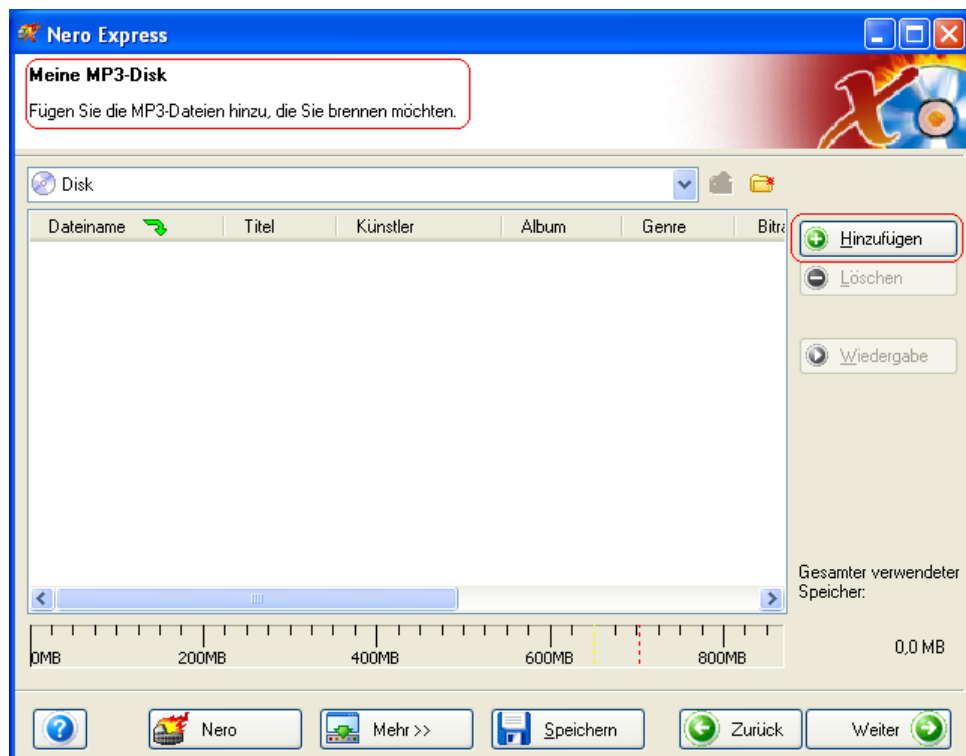 Nero Express
Meine MP3-Disk
Fügen Sie die MP3-Dateien hinzu, die Sie brennen möchten.
Disk
Dateiname Titel Künstler Album Genre Bitra
Hinzufügen
Löschen
Wiedergabe
Gesamter verwendeter
Speicher:
0MB 200MB 400MB 600MB 800MB
0,0 MB
? Nero Mehr >> Speichern Zurück Weiter